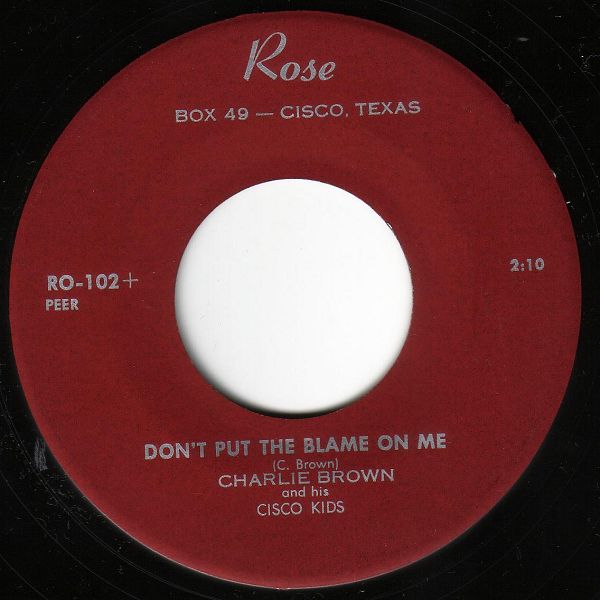 Rose
BOX 49 — CISCO, TEXAS
RO-102+
PEER
2:10
DON'T PUT THE BLAME ON ME
(C. Brown)
CHARLIE BROWN
and his
CISCO KIDS